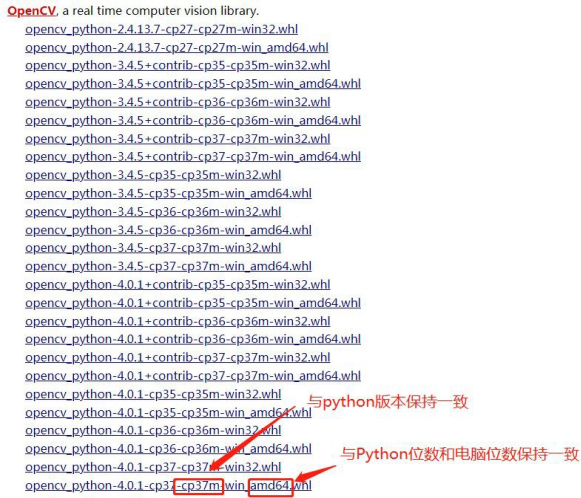 OpenCV, a real time computer vision library.
opencv_python-2.4.13.7-cp27-cp27m-win32.whl
opencv_python-2.4.13.7-cp27-cp27m-win_amd64.whl
opencv_python-3.4.5+contrib-cp35-cp35m-win32.whl
opencv_python-3.4.5+contrib-cp35-cp35m-win_amd64.whl
opencv_python-3.4.5+contrib-cp36-cp36m-win32.whl
opencv_python-3.4.5+contrib-cp36-cp36m-win_amd64.whl
opencv_python-3.4.5+contrib-cp37-cp37m-win32.whl
opencv_python-3.4.5+contrib-cp37-cp37m-win_amd64.whl
opencv_python-3.4.5-cp35-cp35m-win32.whl
opencv_python-3.4.5-cp35-cp35m-win_amd64.whl
opencv_python-3.4.5-cp36-cp36m-win32.whl
opencv_python-3.4.5-cp36-cp36m-win_amd64.whl
opencv_python-3.4.5-cp37-cp37m-win32.whl
opencv_python-3.4.5-cp37-cp37m-win_amd64.whl
opencv_python-4.0.1+contrib-cp35-cp35m-win32.whl
opencv_python-4.0.1+contrib-cp35-cp35m-win_amd64.whl
opencv_python-4.0.1+contrib-cp36-cp36m-win32.whl
opencv_python-4.0.1+contrib-cp36-cp36m-win_amd64.whl
opencv_python-4.0.1+contrib-cp37-cp37m-win32.whl
opencv_python-4.0.1+contrib-cp37-cp37m-win_amd64.whl
opencv_python-4.0.1-cp35-cp35m-win32.whl
与python版本保持一致
opencv_python-4.0.1-cp35-cp35m-win_amd64.whl
opencv_python-4.0.1-cp36-cp36m-win32.whl
opencv_python-4.0.1-cp36-cp36m-win_amd64.whl
与Python位数和电脑位数保持一致
opencv_python-4.0.1-cp37-cp37m-win32.whl
opencv_python-4.0.1-cp37-cp37m-win_amd64.whl